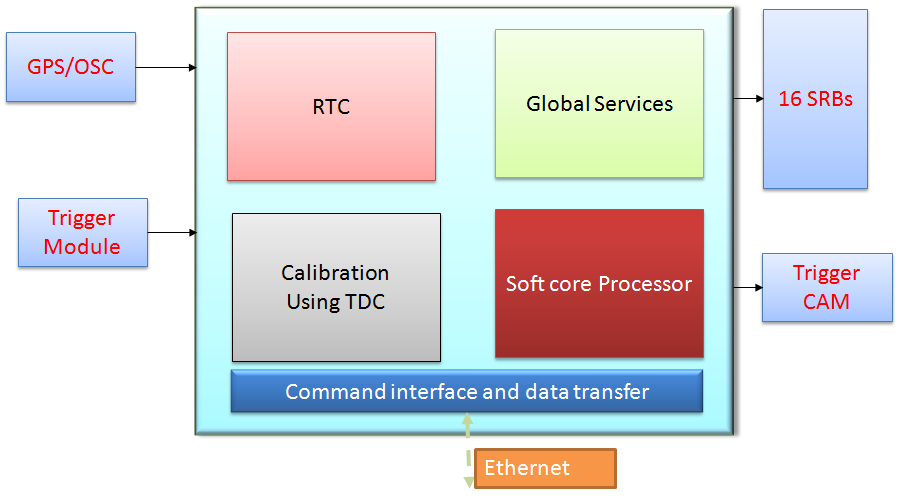 GPS/OSC
RTC
Global Services
16 SRBs
Trigger
Module
Calibration
Using TDC
Soft core Processor
Trigger
CAM
Command interface and data transfer
Ethernet